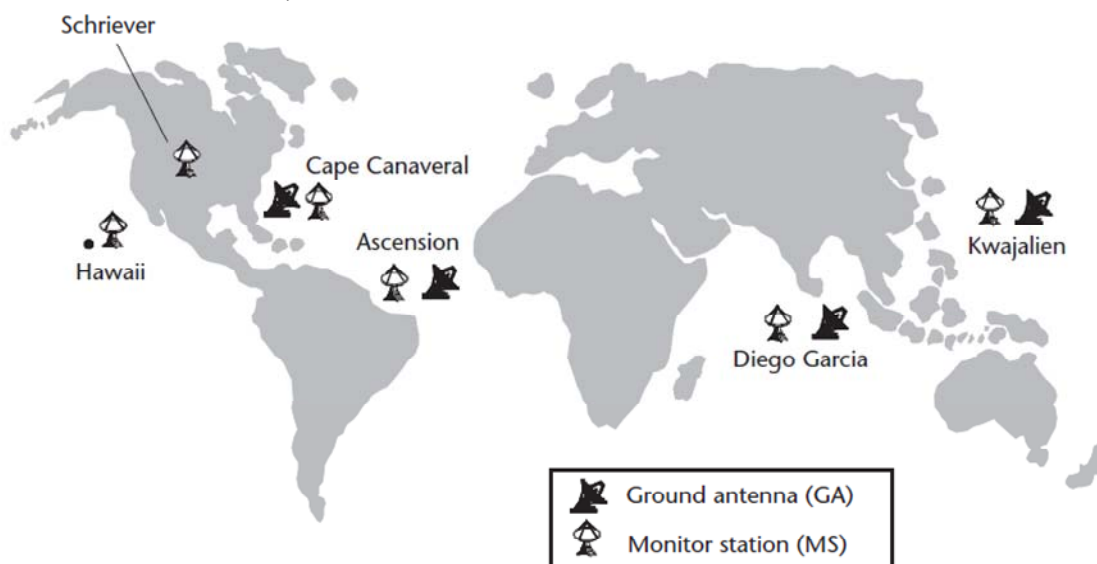 Schriever
Cape Canaveral
Ascension
Hawaii
Kwajalien
Diego Garcia
Ground antenna (GA)
Monitor station (MS)